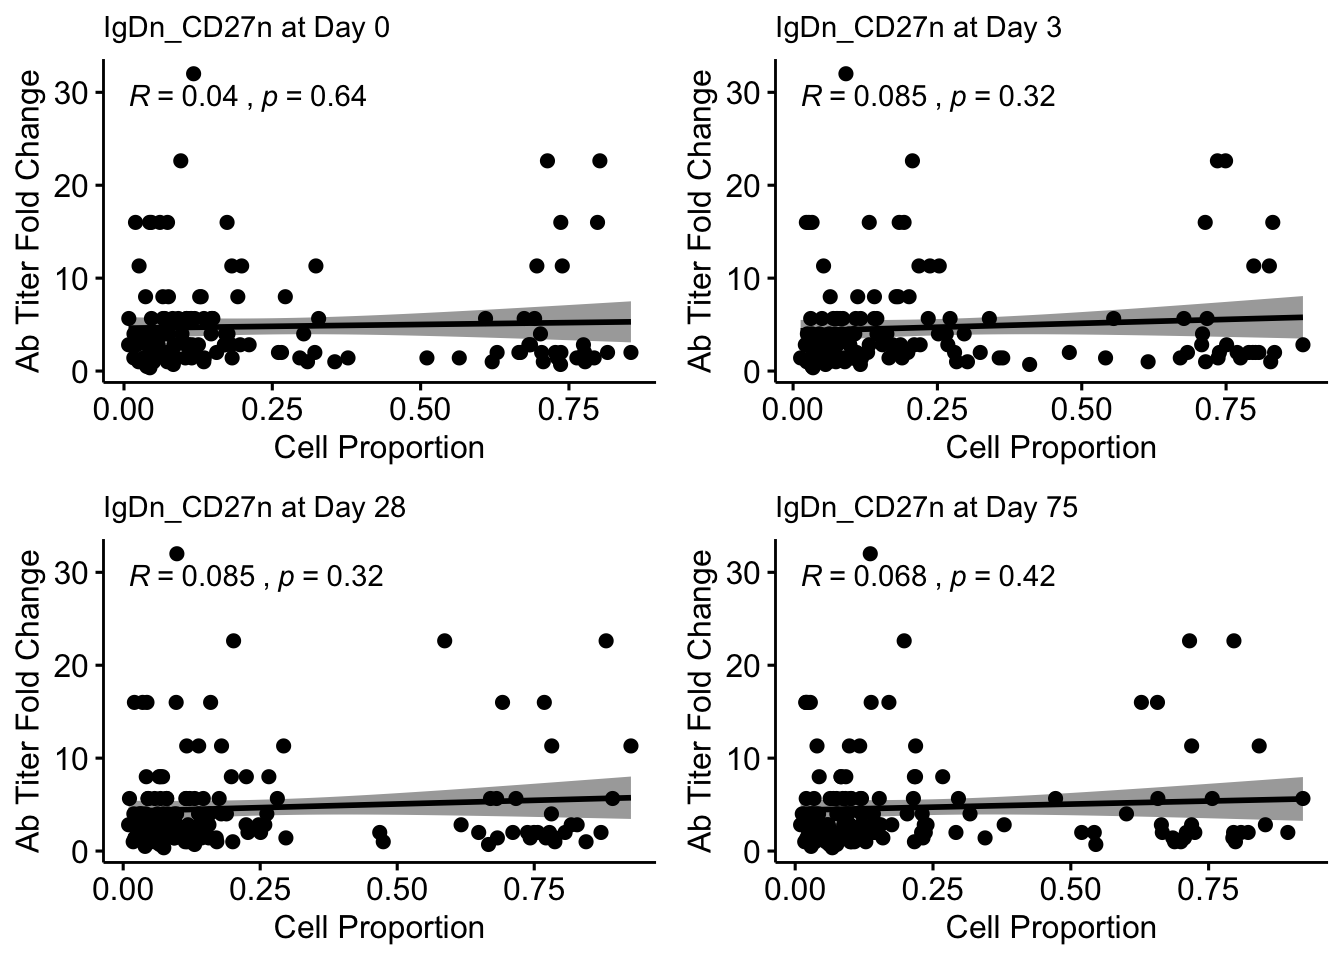 IgDn_CD27n at Day 0
R = 0.04 , p = 0.64
Ab Titer Fold Change
30
20
10
0
0.00 0.25 0.50 0.75
Cell Proportion
IgDn_CD27n at Day 3
R = 0.085 , p = 0.32
Ab Titer Fold Change
30
20
10
0
0.00 0.25 0.50 0.75
Cell Proportion
IgDn_CD27n at Day 28
R = 0.085 , p = 0.32
Ab Titer Fold Change
30
20
10
0
0.00 0.25 0.50 0.75
Cell Proportion
IgDn_CD27n at Day 75
R = 0.068 , p = 0.42
Ab Titer Fold Change
30
20
10
0
0.00 0.25 0.50 0.75
Cell Proportion